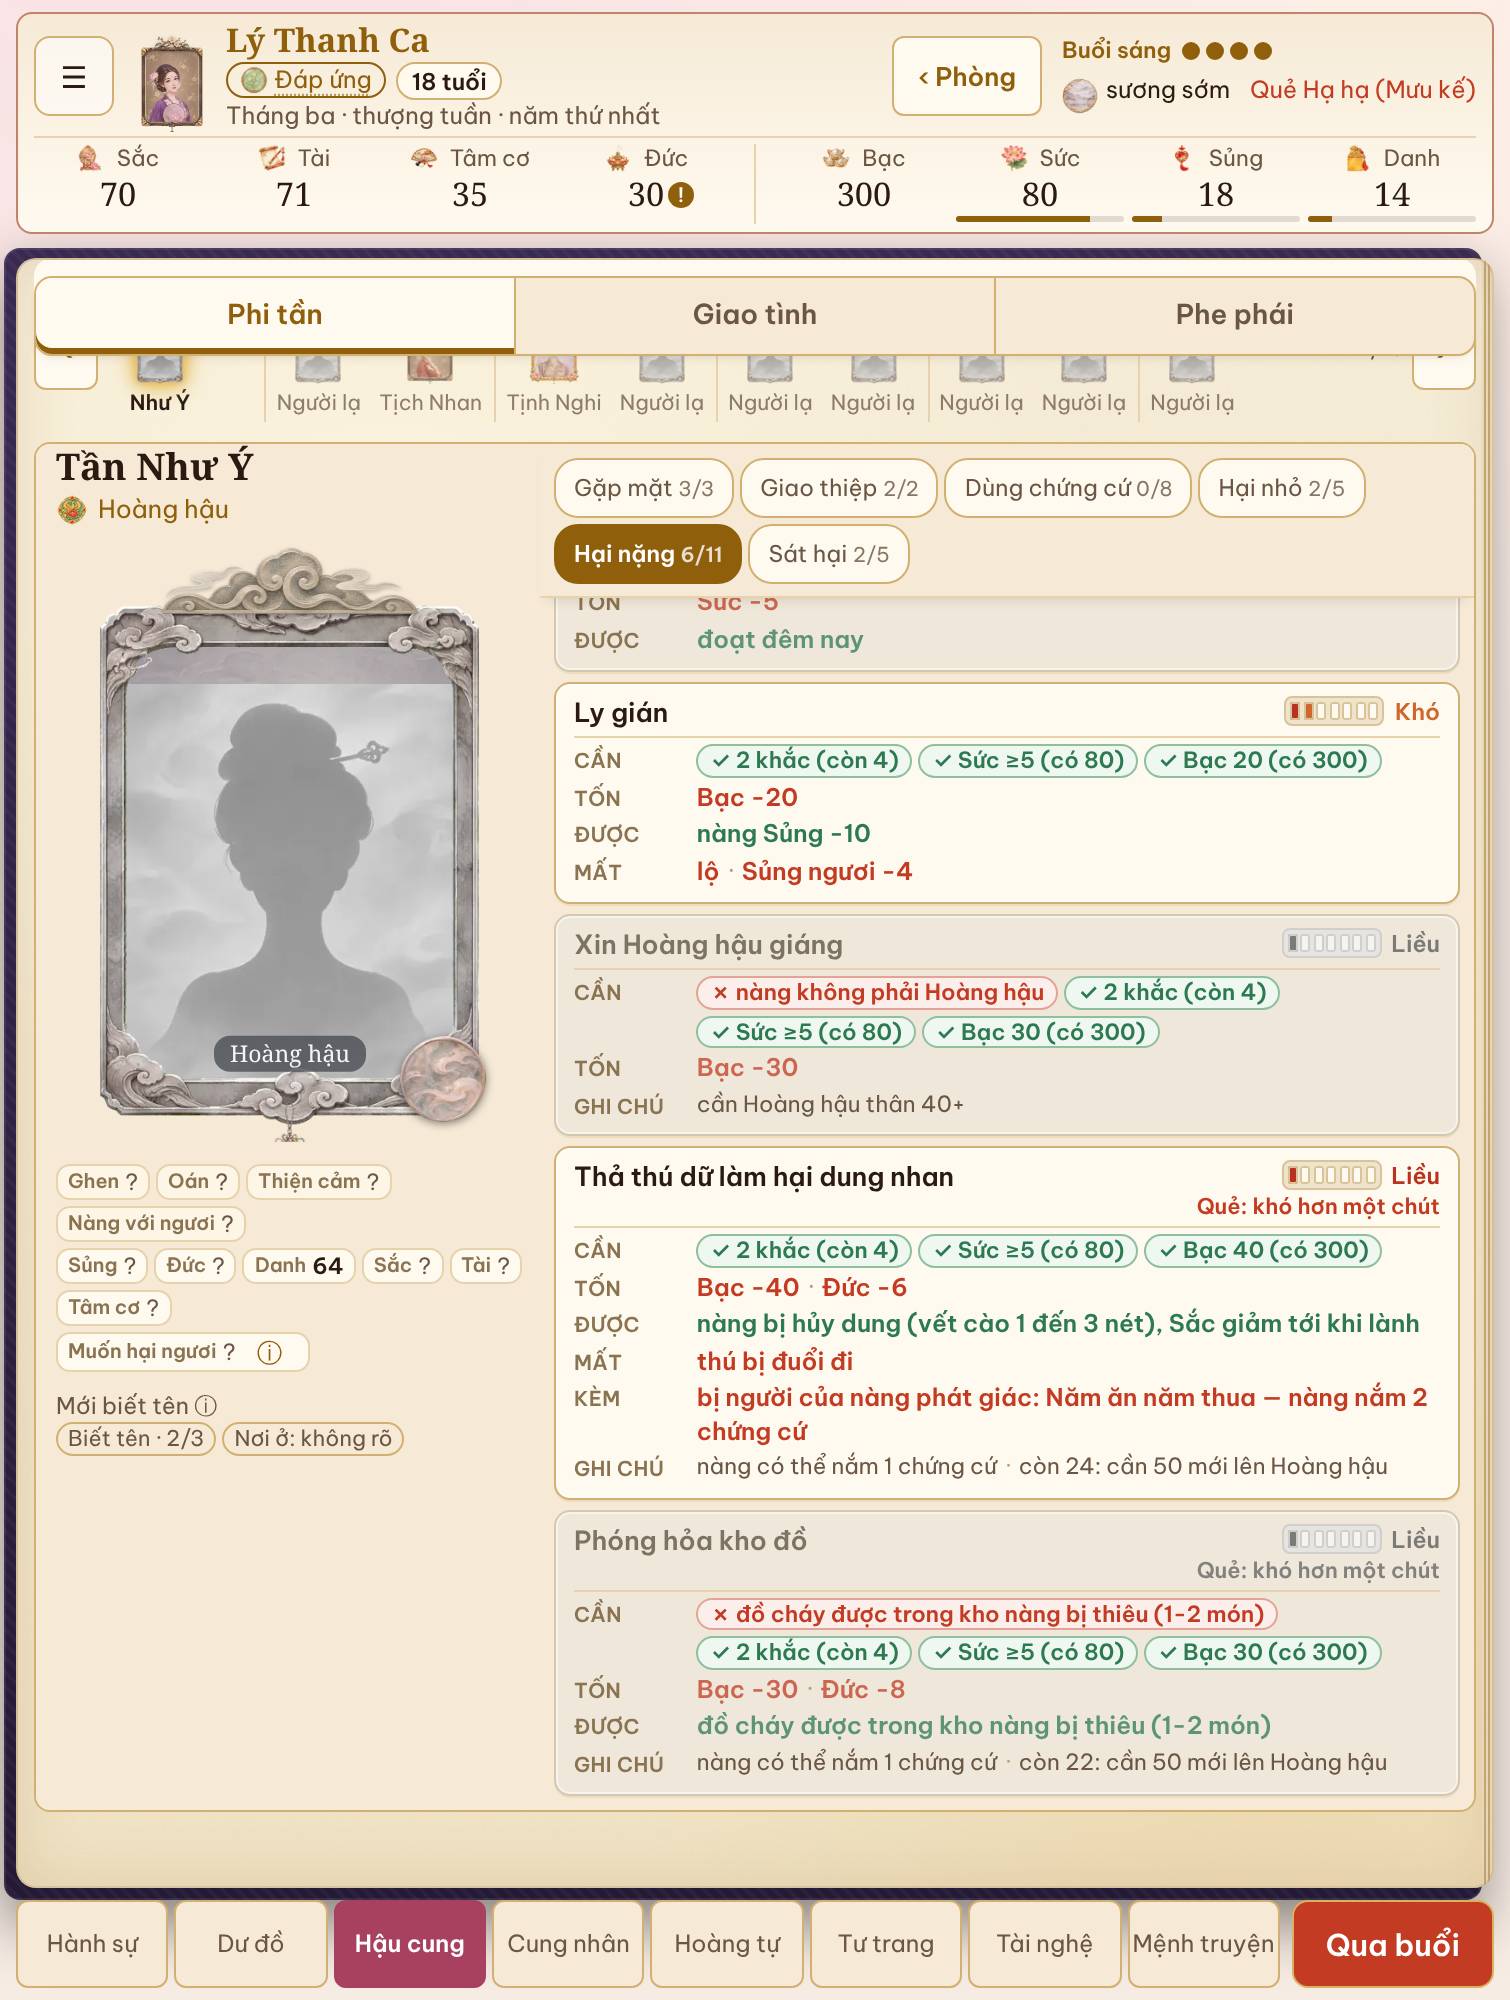 ☰
Lý Thanh Ca
Đáp ứng 18 tuổi
Tháng ba · thượng tuần · năm thứ nhất
‹ Phòng
Buổi sáng
sương sớm Quẻ Hạ hạ (Mưu kế)
Sắc Tài Tâm cơ Đức Bạc Sức Sủng Danh
70 71 35 30 ! 300 80 18 14
Phi tần Giao tình Phe phái
Như Ý Người lạ Tịch Nhan Tịnh Nghi Người lạ Người lạ Người lạ Người lạ Người lạ Người lạ
Tần Như Ý
Hoàng hậu
Hoàng hậu
Ghen ? Oán ? Thiện cảm ?
Nàng với ngươi ?
Sủng ? Đức ? Danh 64 Sắc ? Tài ?
Tâm cơ ?
Muốn hại ngươi ? ⓘ
Mới biết tên ⓘ
Biết tên · 2/3 Nơi ở: không rõ
Gặp mặt 3/3 Giao thiệp 2/2 Dùng chứng cứ 0/8 Hại nhỏ 2/5
Hại nặng 6/11 Sát hại 2/5
TỐN Sức -5
ĐƯỢC đoạt đêm nay
Ly gián Khó
CẦN ✓ 2 khắc (còn 4) ✓ Sức ≥5 (có 80) ✓ Bạc 20 (có 300)
TỐN Bạc -20
ĐƯỢC nàng Sủng -10
MẤT lộ · Sủng ngươi -4
Xin Hoàng hậu giáng Liều
CẦN × nàng không phải Hoàng hậu ✓ 2 khắc (còn 4)
✓ Sức ≥5 (có 80) ✓ Bạc 30 (có 300)
TỐN Bạc -30
GHI CHÚ cần Hoàng hậu thân 40+
Thả thú dữ làm hại dung nhan Liều
Quẻ: khó hơn một chút
CẦN ✓ 2 khắc (còn 4) ✓ Sức ≥5 (có 80) ✓ Bạc 40 (có 300)
TỐN Bạc -40 · Đức -6
ĐƯỢC nàng bị hủy dung (vết cào 1 đến 3 nét), Sắc giảm tới khi lành
MẤT thú bị đuổi đi
KÈM bị người của nàng phát giác: Năm ăn năm thua — nàng nắm 2
chứng cứ
GHI CHÚ nàng có thể nắm 1 chứng cứ · còn 24: cần 50 mới lên Hoàng hậu
Phóng hỏa kho đồ Liều
Quẻ: khó hơn một chút
CẦN × đồ cháy được trong kho nàng bị thiêu (1-2 món)
✓ 2 khắc (còn 4) ✓ Sức ≥5 (có 80) ✓ Bạc 30 (có 300)
TỐN Bạc -30 · Đức -8
ĐƯỢC đồ cháy được trong kho nàng bị thiêu (1-2 món)
GHI CHÚ nàng có thể nắm 1 chứng cứ · còn 22: cần 50 mới lên Hoàng hậu
Hành sự Dư đồ Hậu cung Cung nhân Hoàng tự Tư trang Tài nghệ Mệnh truyện Qua buổi